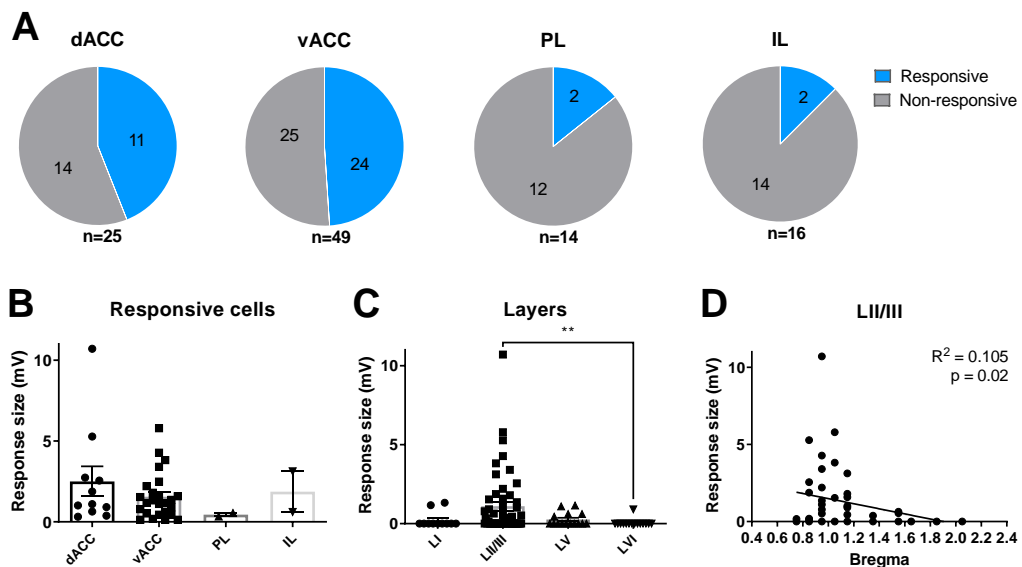 A
dACC
vACC
PL
IL
11
14
n=25
25
24
n=49
2
12
n=14
2
14
n=16
Responsive
Non-responsive
B
Responsive cells
Response size (mV)
10
5
0
dACC
vACC
PL
IL
C
Layers
**
Response size (mV)
10
5
0
LI
LII/III
LV
LVI
D
LII/III
R² = 0.105
p = 0.02
Response size (mV)
10
5
0
0.4 0.6 0.8 1.0 1.2 1.4 1.6 1.8 2.0 2.2 2.4
Bregma